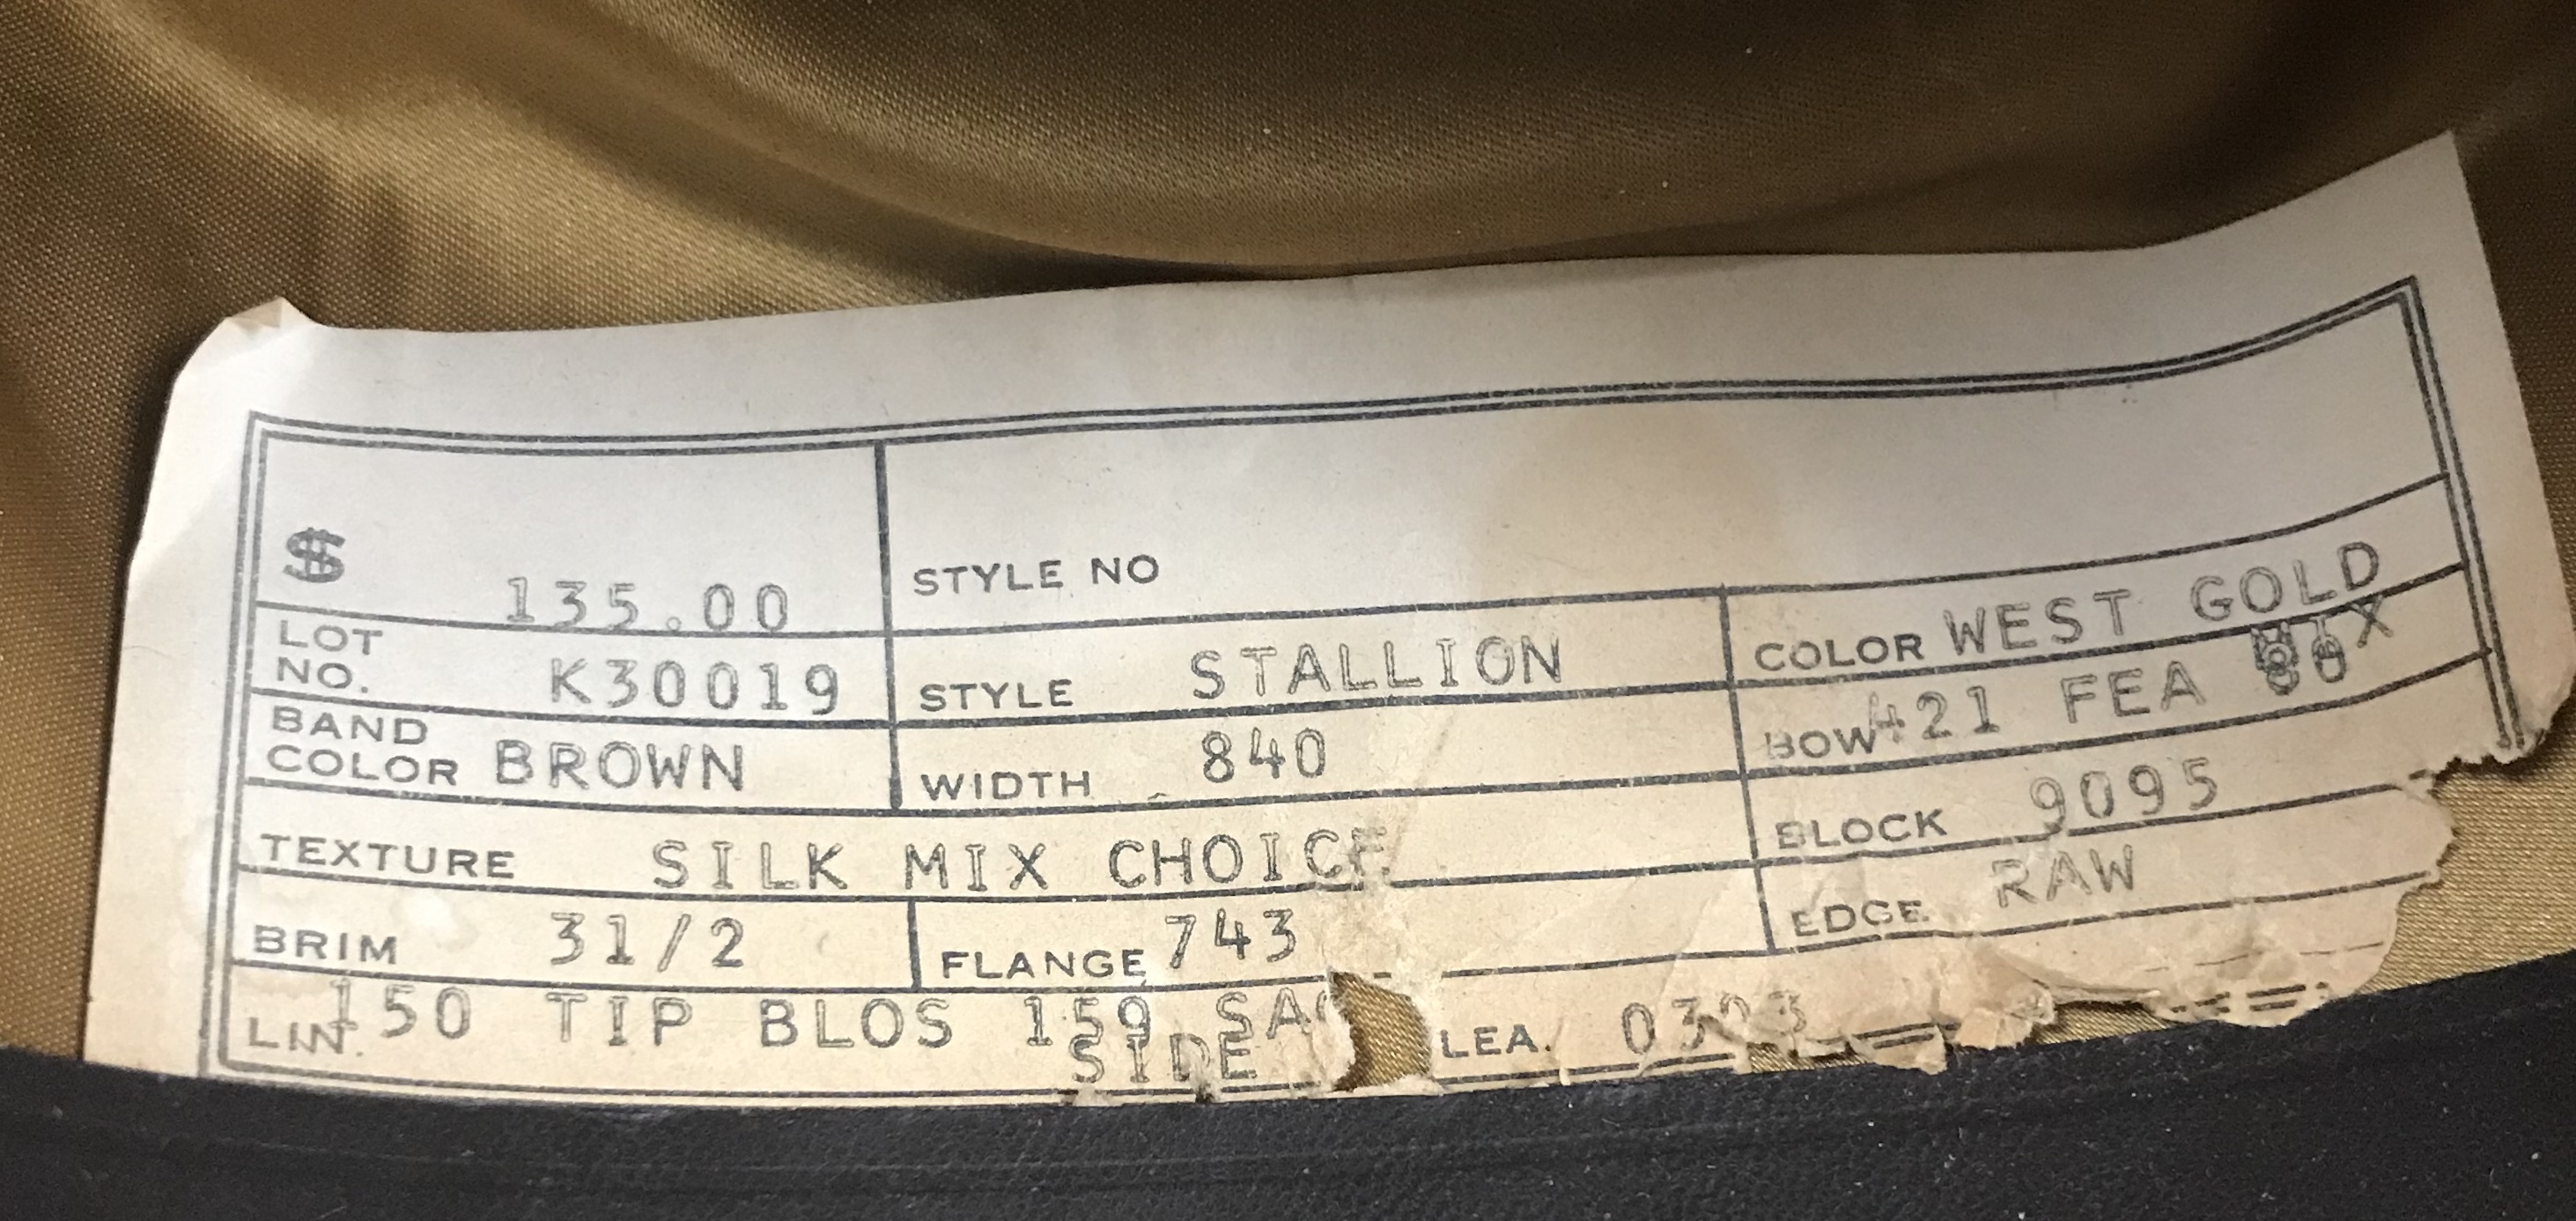 $ 135.00
STYLE NO
LOT NO. K30019
STYLE STALLION
COLOR WEST GOLD
MIX
BAND COLOR BROWN
WIDTH 840
BOW 421 FEA 80
TEXTURE SILK MIX CHOICE
BLOCK 9095
BRIM 31/2
FLANGE 743
EDGE RAW
LIN. 150 TIP BLOS 159
SIDE
LEA.